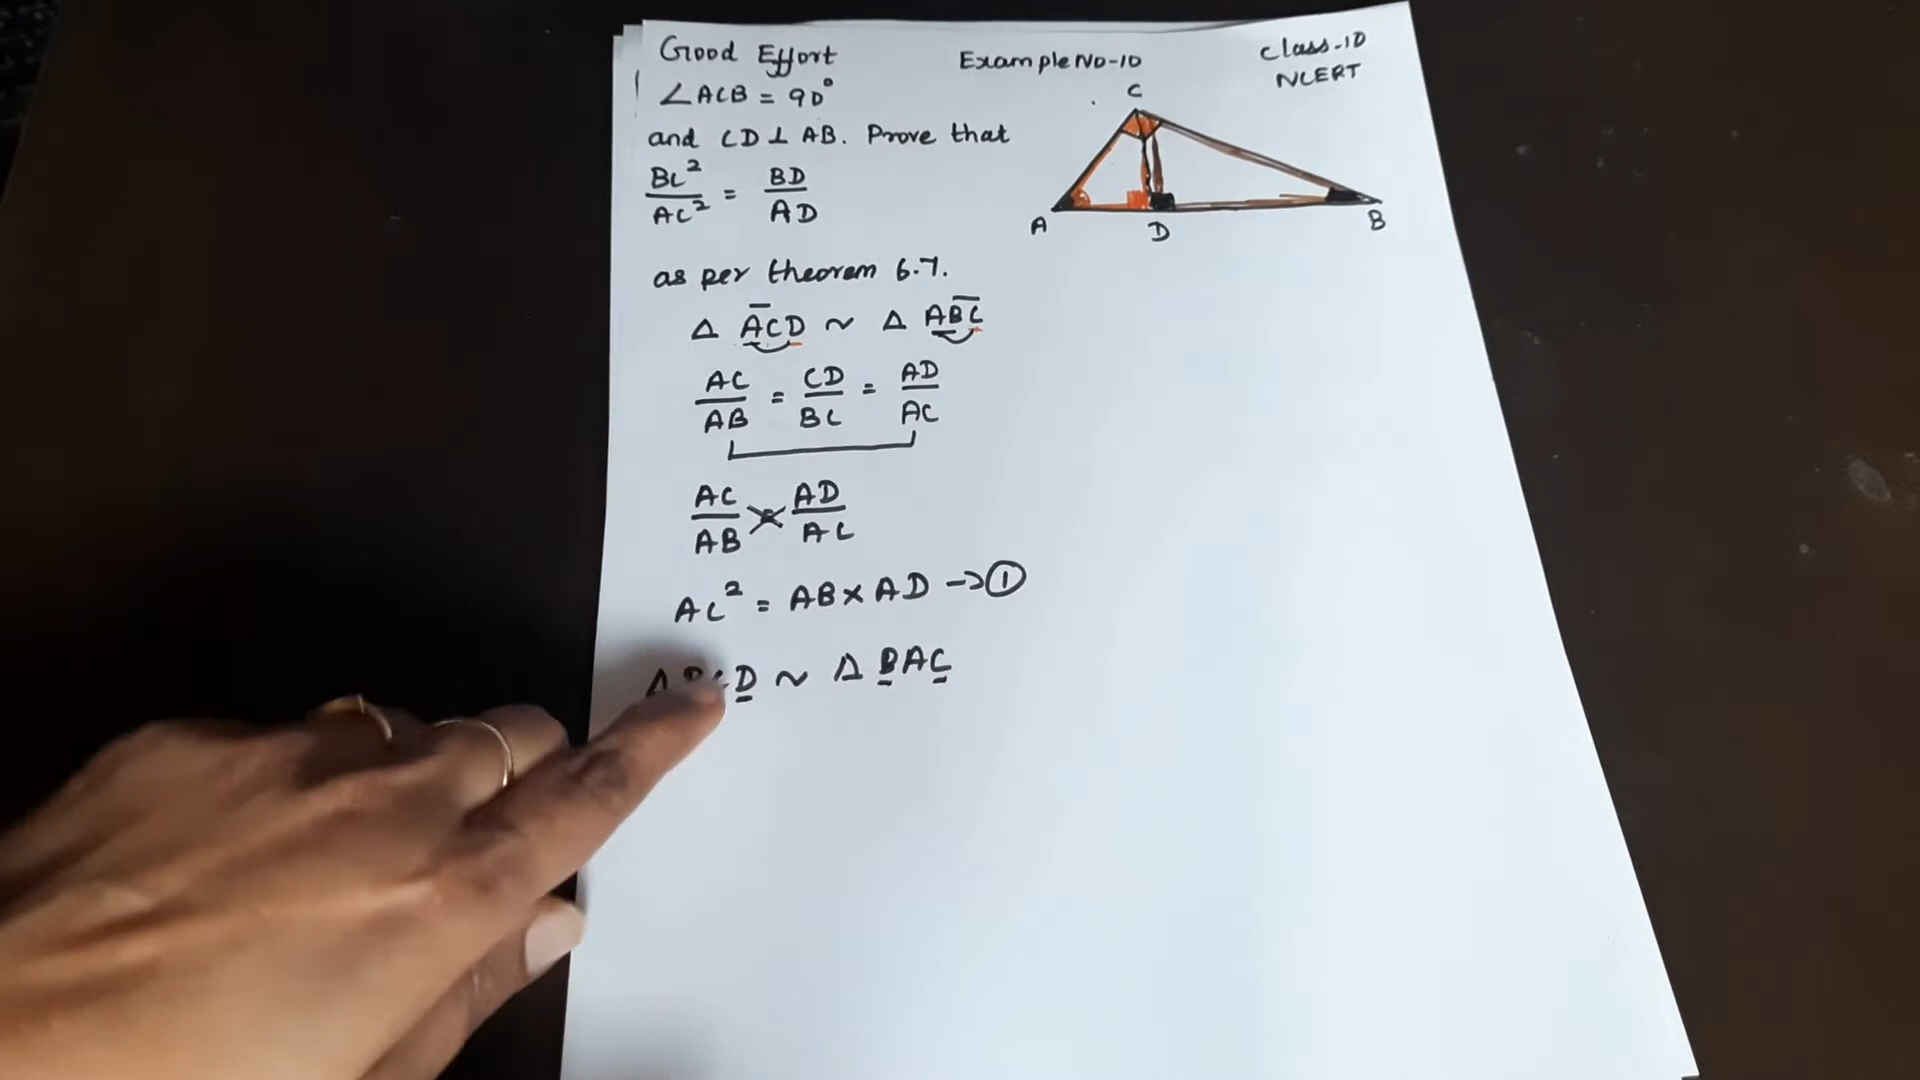 Good Effort
Example No-10
Class-10
NCERT
∠ACB = 90°
and CD ⊥ AB. Prove that
BC²/AC² = BD/AD
C
A
D
B
as per theorem 6.7.
Δ ACD ~ Δ ABC
AC/AB = CD/BC = AD/AC
AC/AB × AD/AC
AC² = AB × AD → ①
D ~ Δ BAC